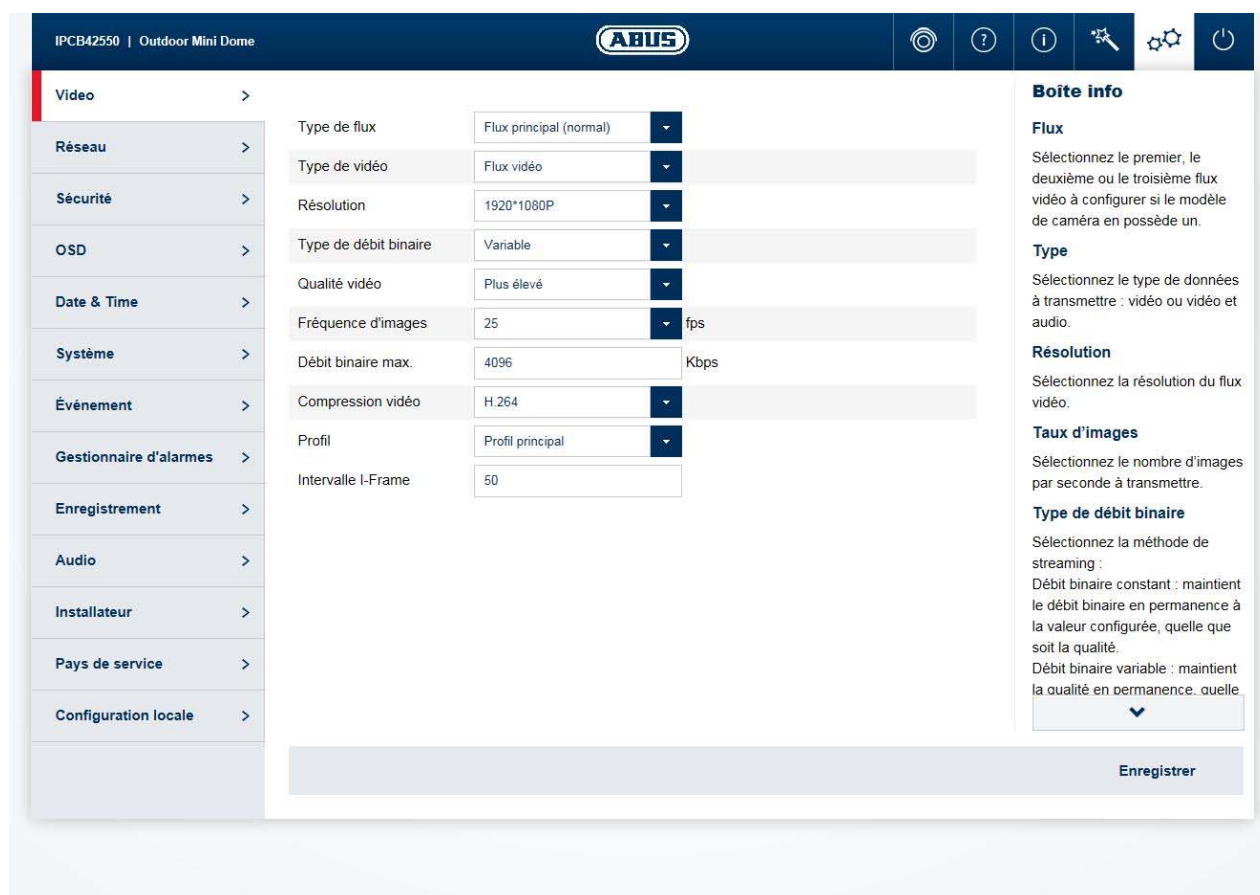 IPCB42550 | Outdoor Mini Dome
ABUS
Video
Réseau
Sécurité
OSD
Date & Time
Système
Événement
Gestionnaire d'alarmes
Enregistrement
Audio
Installateur
Pays de service
Configuration locale
Type de flux Flux principal (normal)
Type de vidéo Flux vidéo
Résolution 1920*1080P
Type de débit binaire Variable
Qualité vidéo Plus élevé
Fréquence d'images 25 fps
Débit binaire max. 4096 Kbps
Compression vidéo H.264
Profil Profil principal
Intervalle I-Frame 50
Boîte info
Flux
Sélectionnez le premier, le
deuxième ou le troisième flux
vidéo à configurer si le modèle
de caméra en possède un.
Type
Sélectionnez le type de données
à transmettre : vidéo ou vidéo et
audio.
Résolution
Sélectionnez la résolution du flux
vidéo.
Taux d’images
Sélectionnez le nombre d’images
par seconde à transmettre.
Type de débit binaire
Sélectionnez la méthode de
streaming :
Débit binaire constant : maintient
le débit binaire en permanence à
la valeur configurée, quelle que
soit la qualité.
Débit binaire variable : maintient
la qualité en permanence, quelle
Enregistrer